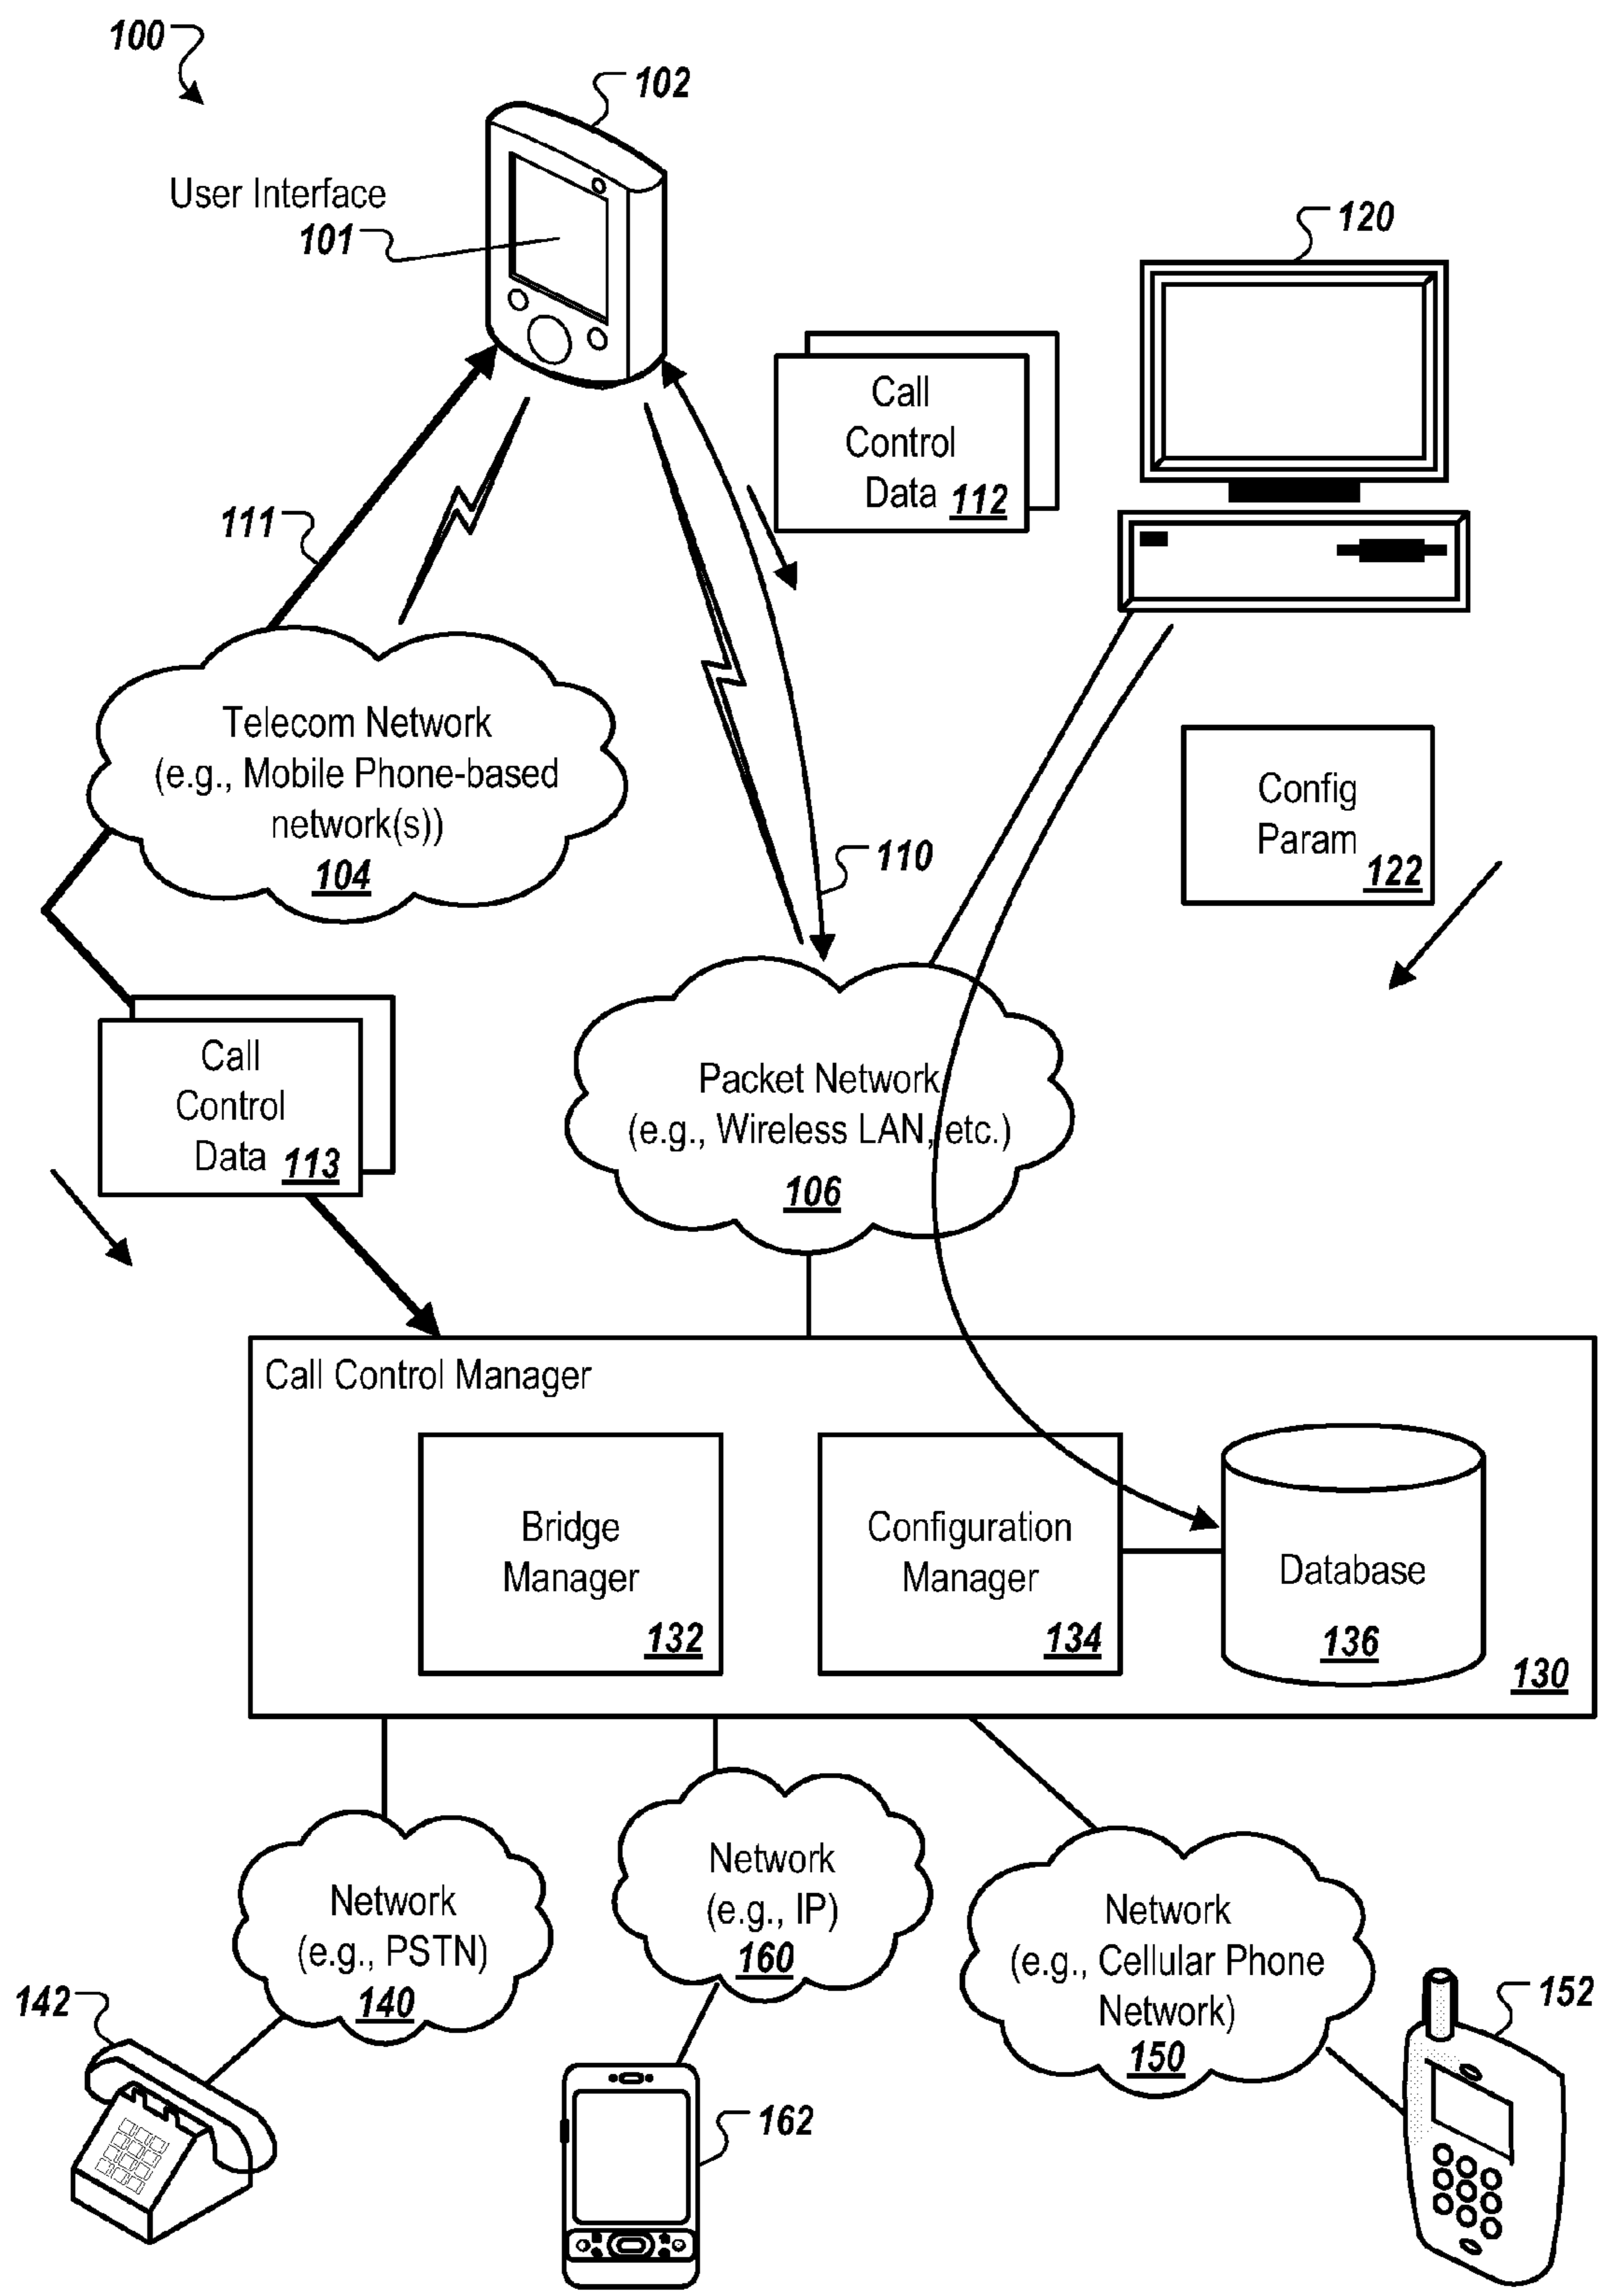 100
102
User Interface
101
120
Call
Control
Data 112
111
Telecom Network
(e.g., Mobile Phone-based
network(s))
104
Config
Param
122
110
Call
Control
Data 113
Packet Network
(e.g., Wireless LAN, etc.)
106
Call Control Manager
Bridge
Manager
132
Configuration
Manager
134
Database
136
130
Network
(e.g., PSTN)
140
Network
(e.g., IP)
160
Network
(e.g., Cellular Phone
Network)
150
142
152
162